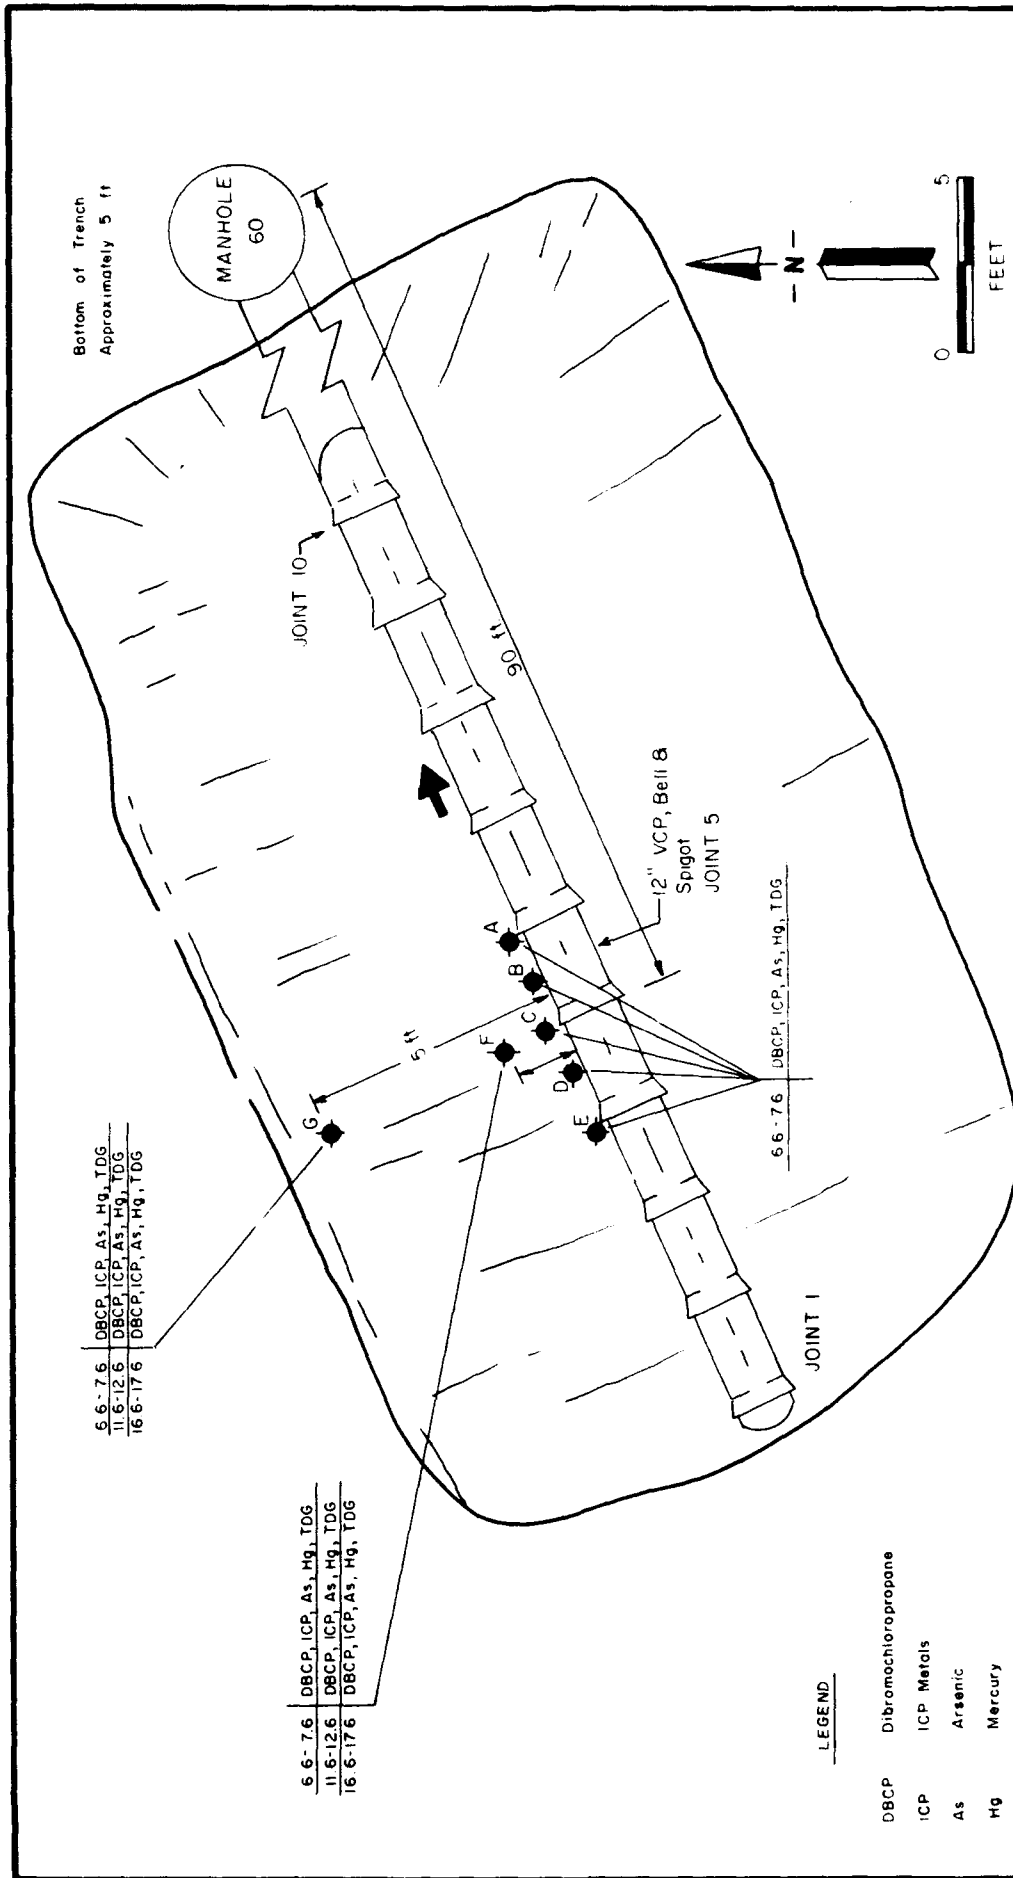 Bottom of Trench
Approximately 5 ft
MANHOLE
60
JOINT 10
90 ft
12" VCP, Bell &
Spigot
JOINT 5
A
B
C
D
E
F
G
5 ft
6.6-7.6 DBCP, ICP, As, Hg, TDG
11.6-12.6 DBCP, ICP, As, Hg, TDG
16.6-17.6 DBCP, ICP, As, Hg, TDG
6.6-7.6 DBCP, ICP, As, Hg, TDG
11.6-12.6 DBCP, ICP, As, Hg, TDG
16.6-17.6 DBCP, ICP, As, Hg, TDG
6.6-7.6 DBCP, ICP, As, Hg, TDG
JOINT 1
-N-
0 5
FEET
LEGEND
DBCP Dibromochloropropane
ICP ICP Metals
As Arsenic
Hg Mercury